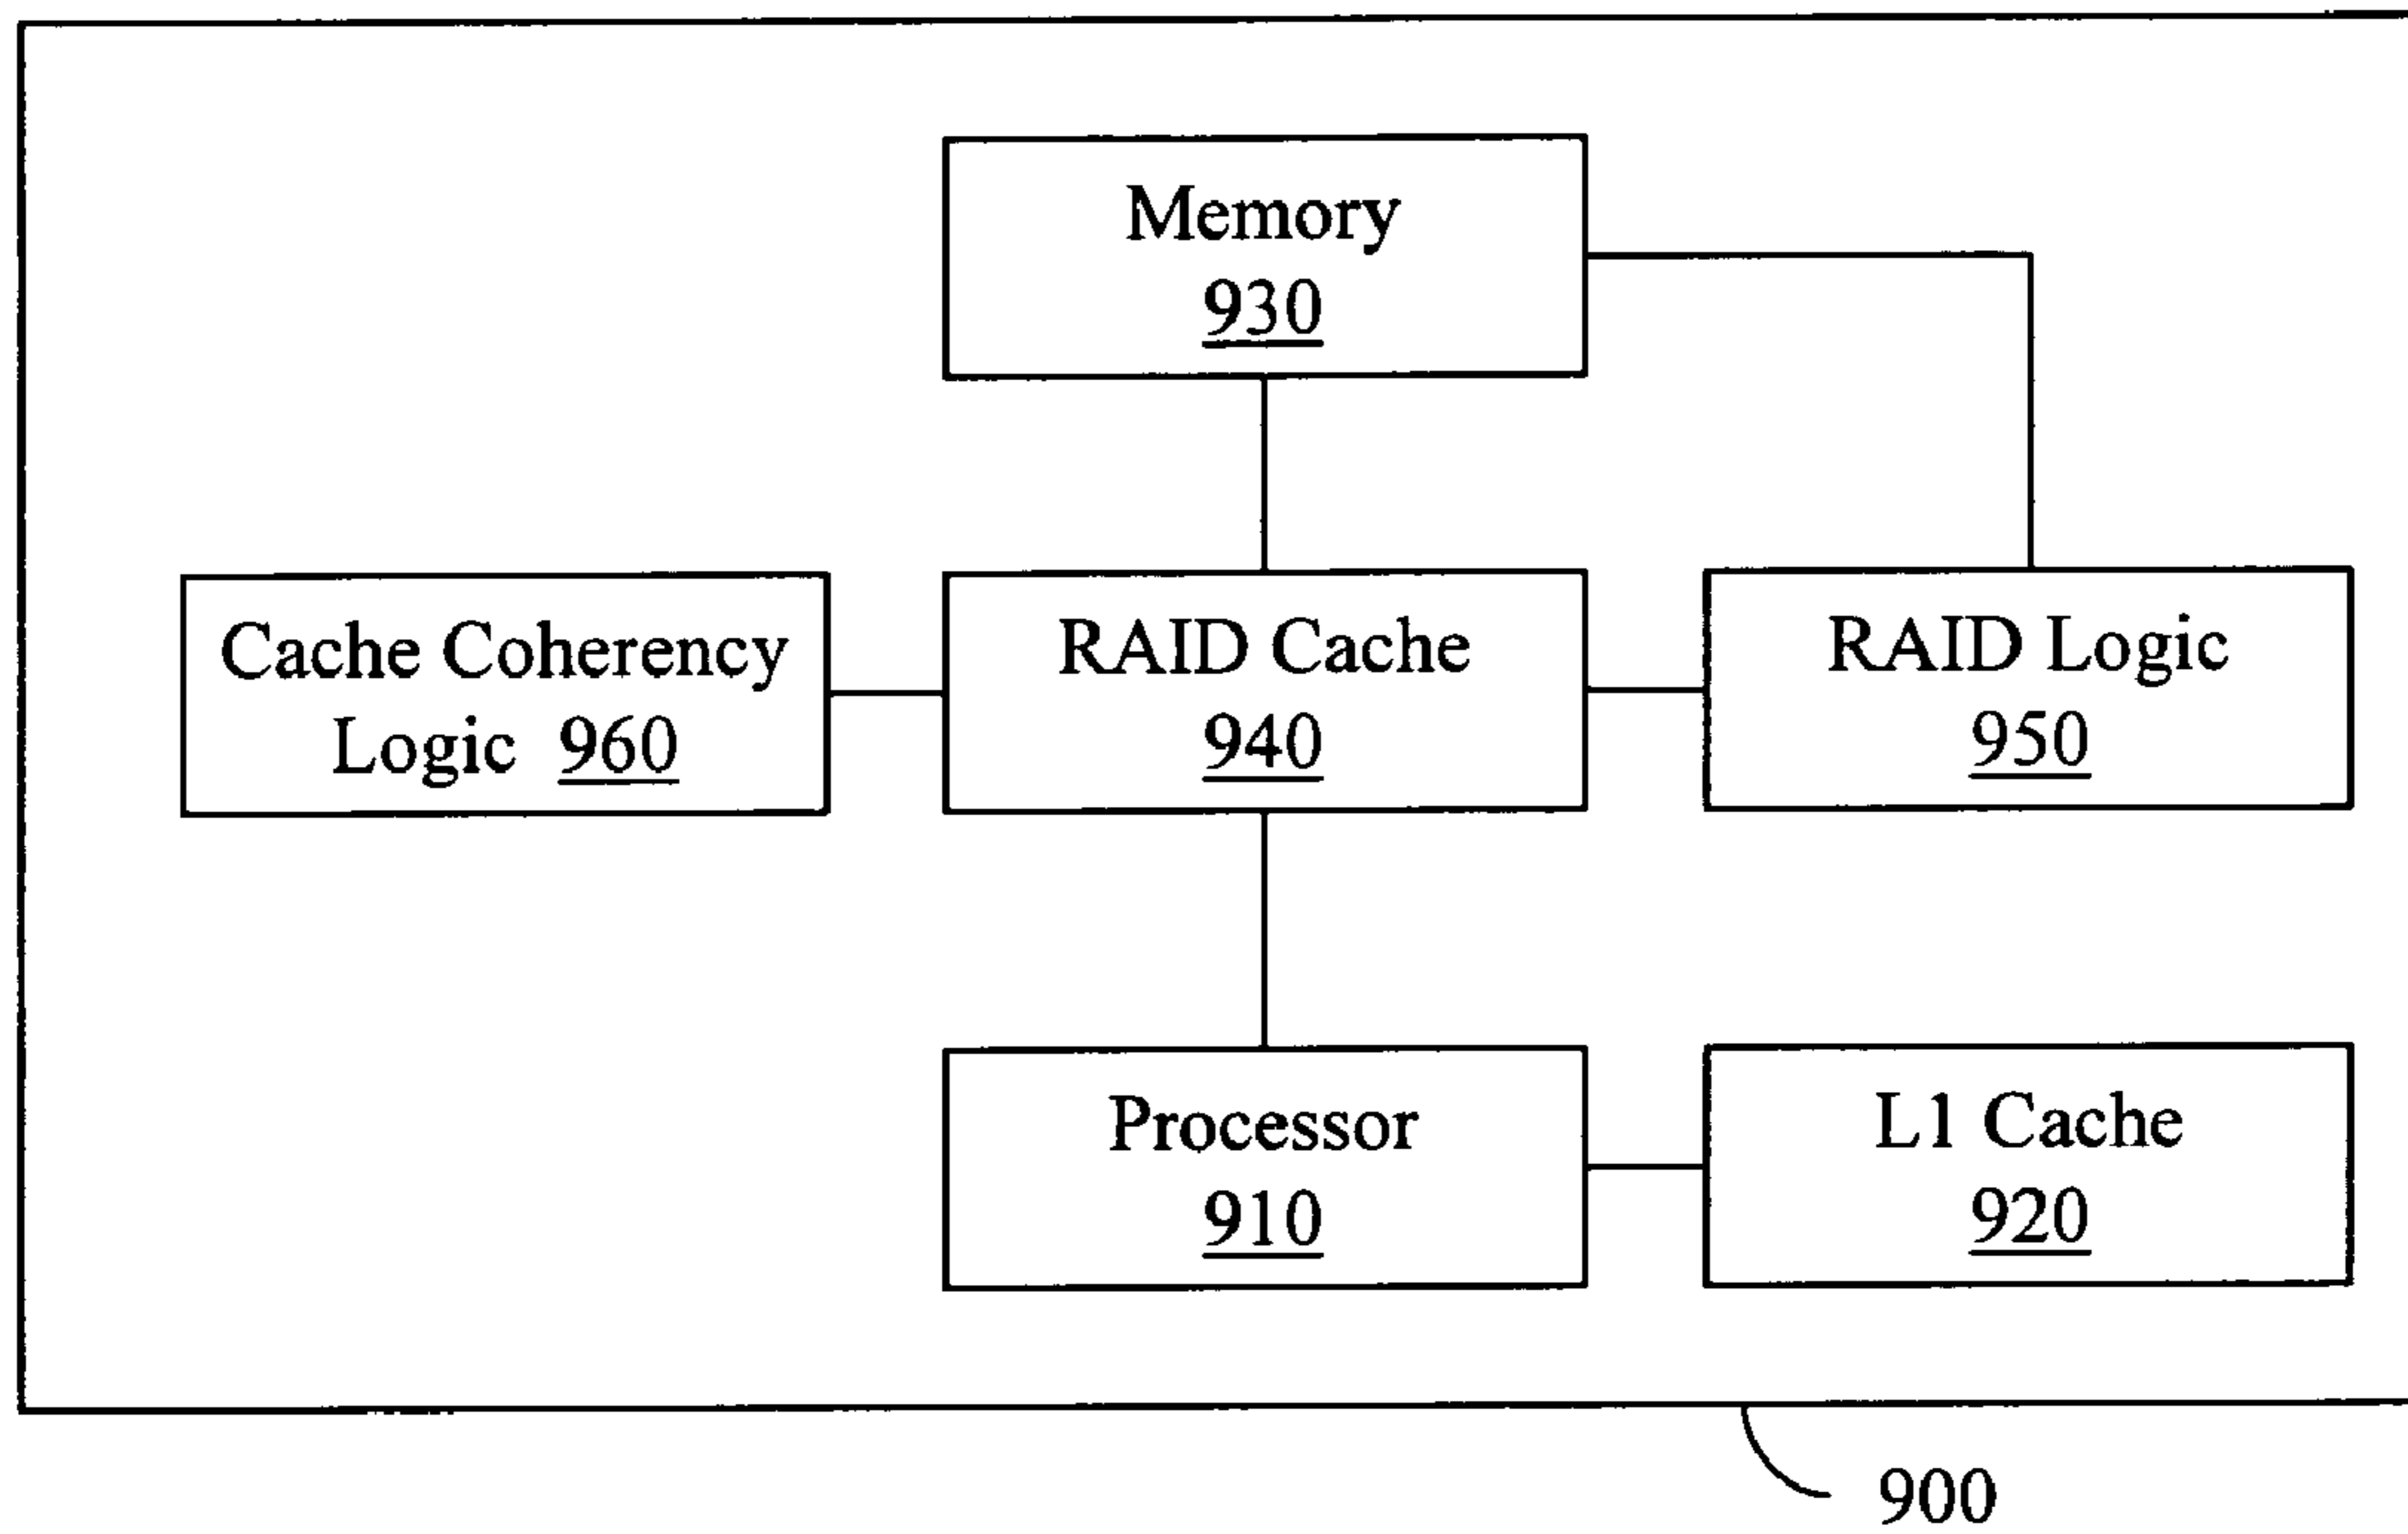 Memory
930
Cache Coherency
Logic 960
RAID Cache
940
RAID Logic
950
Processor
910
L1 Cache
920
900